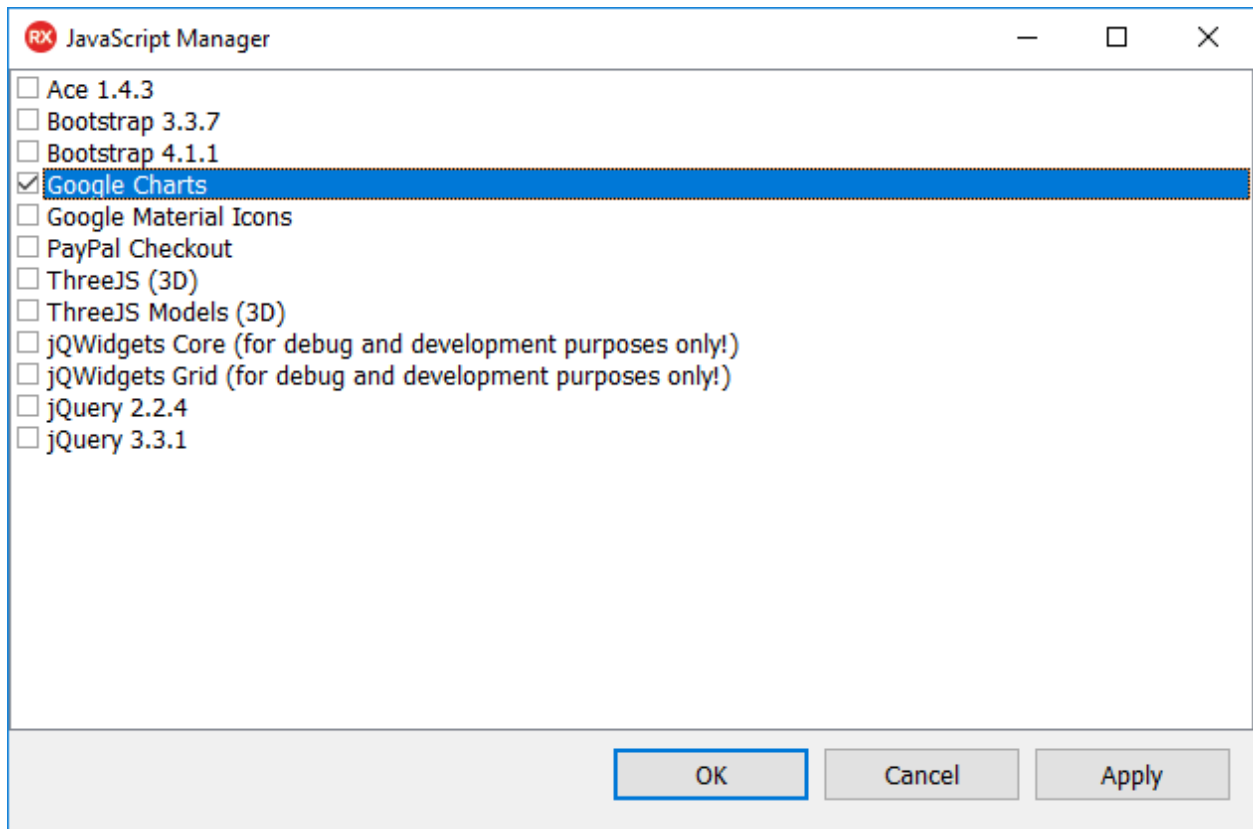 RX JavaScript Manager
Ace 1.4.3
Bootstrap 3.3.7
Bootstrap 4.1.1
Google Charts
Google Material Icons
PayPal Checkout
ThreeJS (3D)
ThreeJS Models (3D)
jQWidgets Core (for debug and development purposes only!)
jQWidgets Grid (for debug and development purposes only!)
jQuery 2.2.4
jQuery 3.3.1
OK Cancel Apply